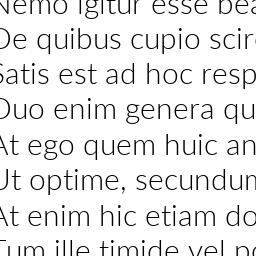 Nemo igitur esse bea
De quibus cupio scir
Satis est ad hoc resp
Duo enim genera qu
At ego quem huic an
Ut optime, secundum
At enim hic etiam do
Tum ille timide vel po